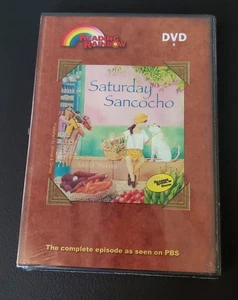 READING
RAINBOW
DVD
Saturday
Sancocho
The complete episode as seen on PBS